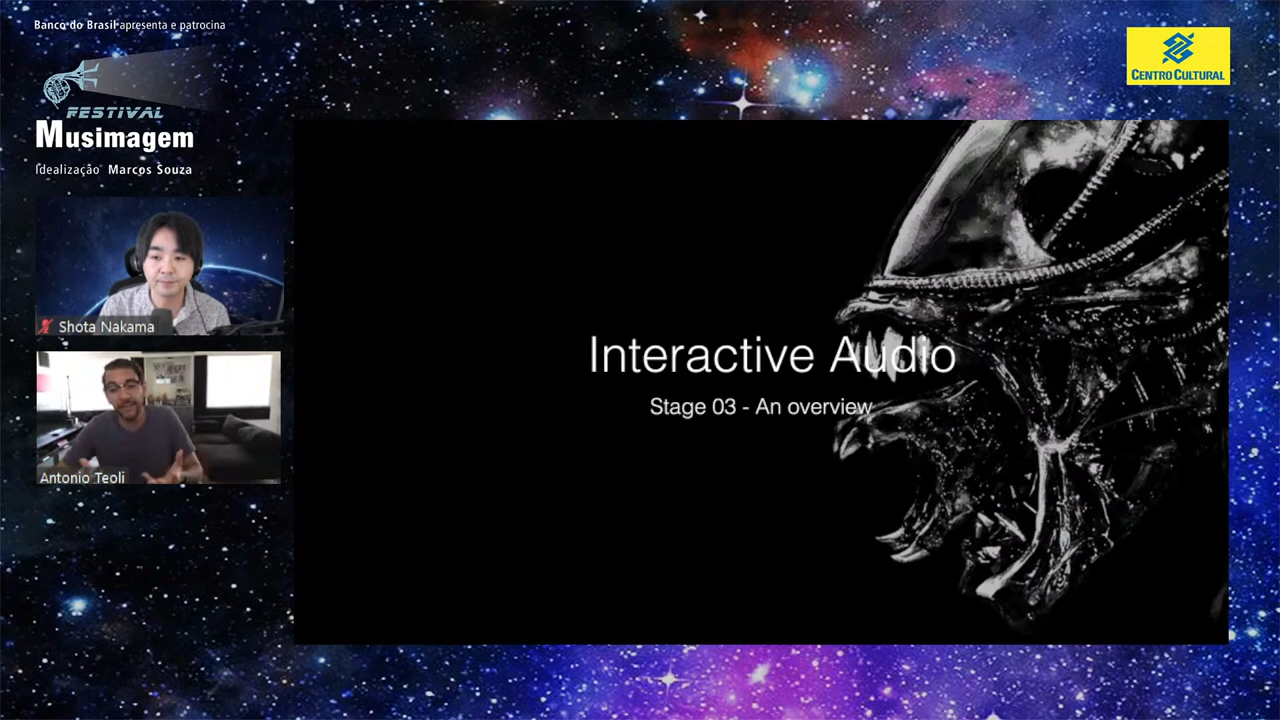 Banco do Brasil apresenta e patrocina
FESTIVAL
Musimagem
Idealização Marcos Souza
CENTRO CULTURAL
Shota Nakama
Antonio Teoli
Interactive Audio
Stage 03 - An overview